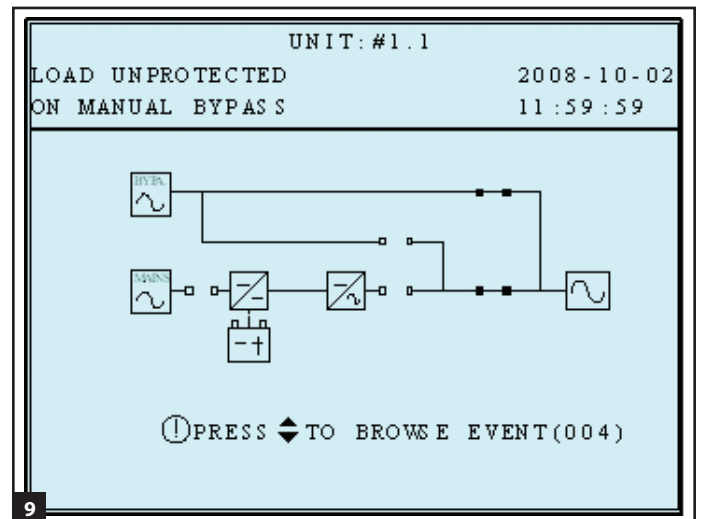 UNIT:#1.1
LOAD UNPROTECTED 2008-10-02
ON MANUAL BYPASS 11:59:59
BYPA.
MAINS
PRESS TO BROWSE EVENT(004)
9